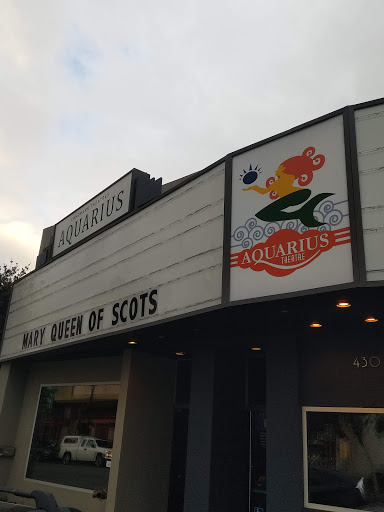 AQUARIUS
MARY QUEEN OF SCOTS
AQUARIUS
THEATRE
430